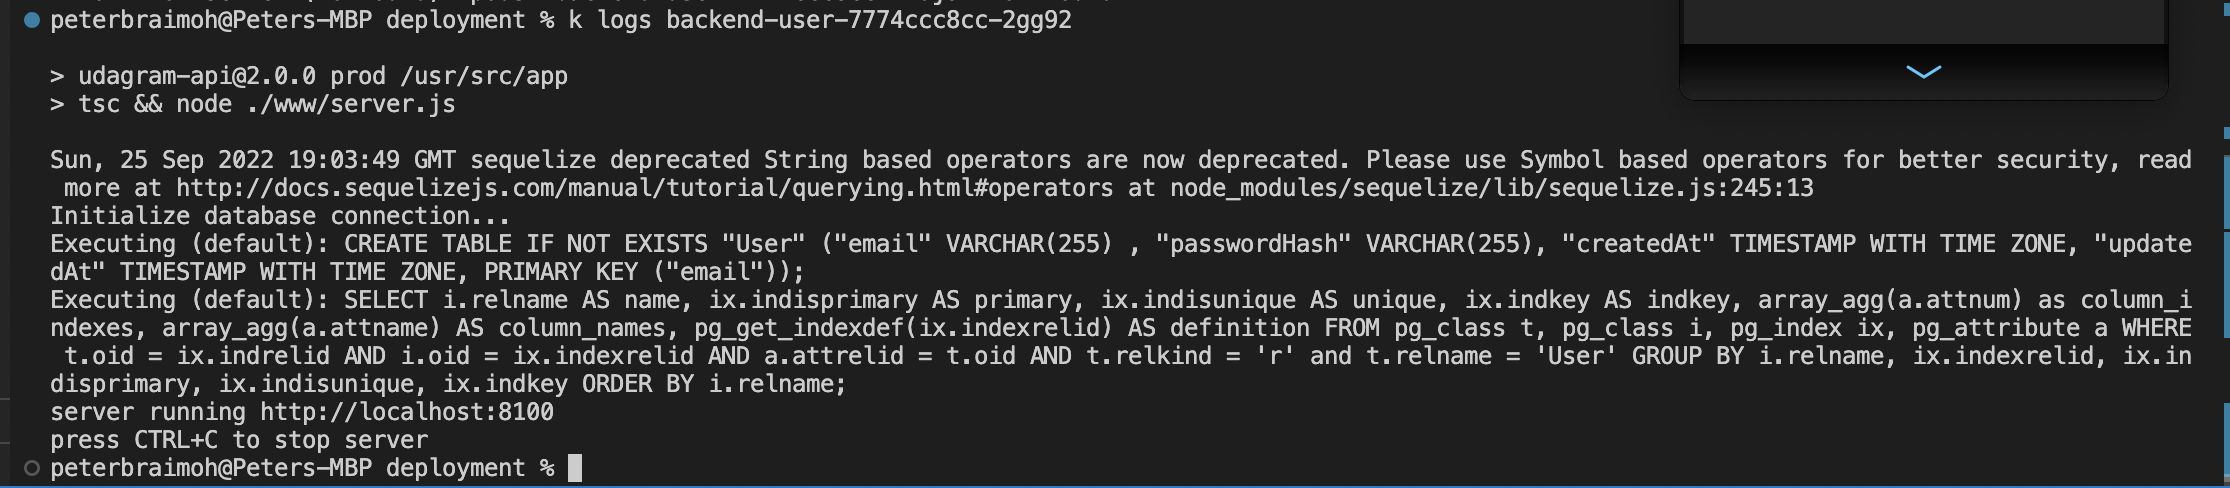 peterbraimoh@Peters-MBP deployment % k logs backend-user-7774ccc8cc-2gg92
> udagram-api@2.0.0 prod /usr/src/app
> tsc && node ./www/server.js
Sun, 25 Sep 2022 19:03:49 GMT sequelize deprecated String based operators are now deprecated. Please use Symbol based operators for better security, read
 more at http://docs.sequelizejs.com/manual/tutorial/querying.html#operators at node_modules/sequelize/lib/sequelize.js:245:13
Initialize database connection...
Executing (default): CREATE TABLE IF NOT EXISTS "User" ("email" VARCHAR(255) , "passwordHash" VARCHAR(255), "createdAt" TIMESTAMP WITH TIME ZONE, "update
dAt" TIMESTAMP WITH TIME ZONE, PRIMARY KEY ("email"));
Executing (default): SELECT i.relname AS name, ix.indisprimary AS primary, ix.indisunique AS unique, ix.indkey AS indkey, array_agg(a.attnum) as column_i
ndexes, array_agg(a.attname) AS column_names, pg_get_indexdef(ix.indexrelid) AS definition FROM pg_class t, pg_class i, pg_index ix, pg_attribute a WHERE
 t.oid = ix.indrelid AND i.oid = ix.indexrelid AND a.attrelid = t.oid AND t.relkind = 'r' and t.relname = 'User' GROUP BY i.relname, ix.indexrelid, ix.in
disprimary, ix.indisunique, ix.indkey ORDER BY i.relname;
server running http://localhost:8100
press CTRL+C to stop server
peterbraimoh@Peters-MBP deployment %